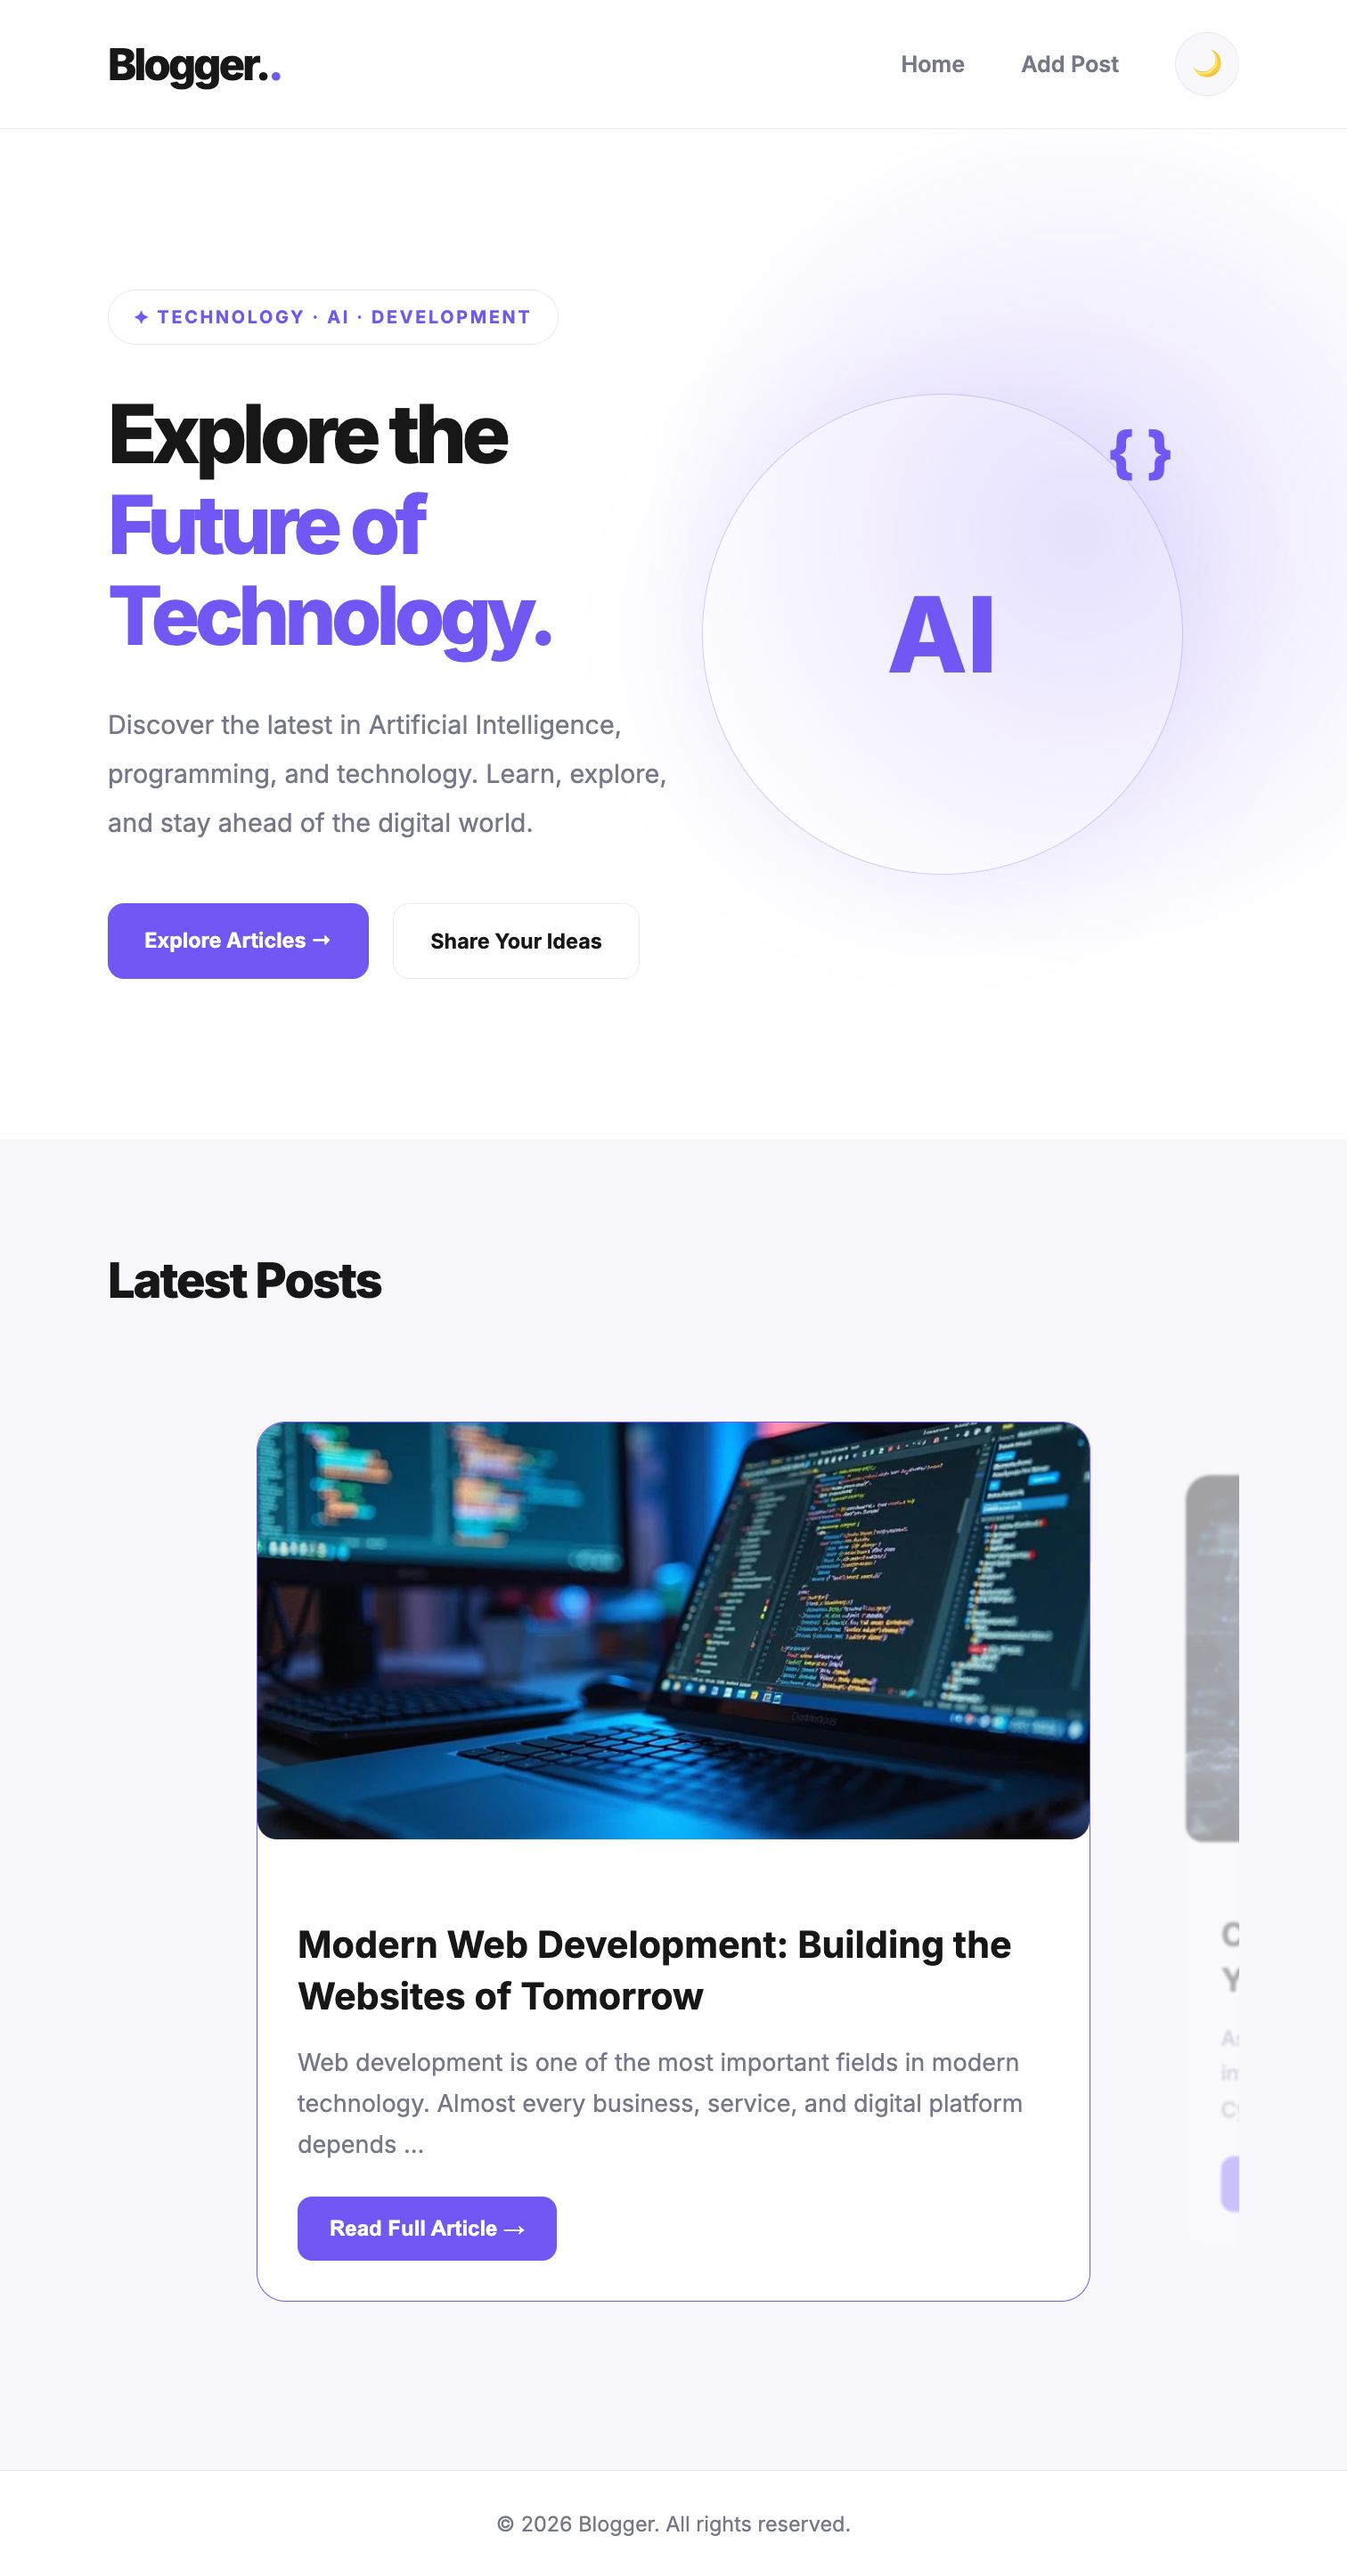 Blogger..
Home
Add Post
✦ TECHNOLOGY · AI · DEVELOPMENT
Explore the
Future of
Technology.
Discover the latest in Artificial Intelligence,
programming, and technology. Learn, explore,
and stay ahead of the digital world.
Explore Articles →
Share Your Ideas
{ }
AI
Latest Posts
Modern Web Development: Building the
Websites of Tomorrow
Web development is one of the most important fields in modern
technology. Almost every business, service, and digital platform
depends ...
Read Full Article →
© 2026 Blogger. All rights reserved.